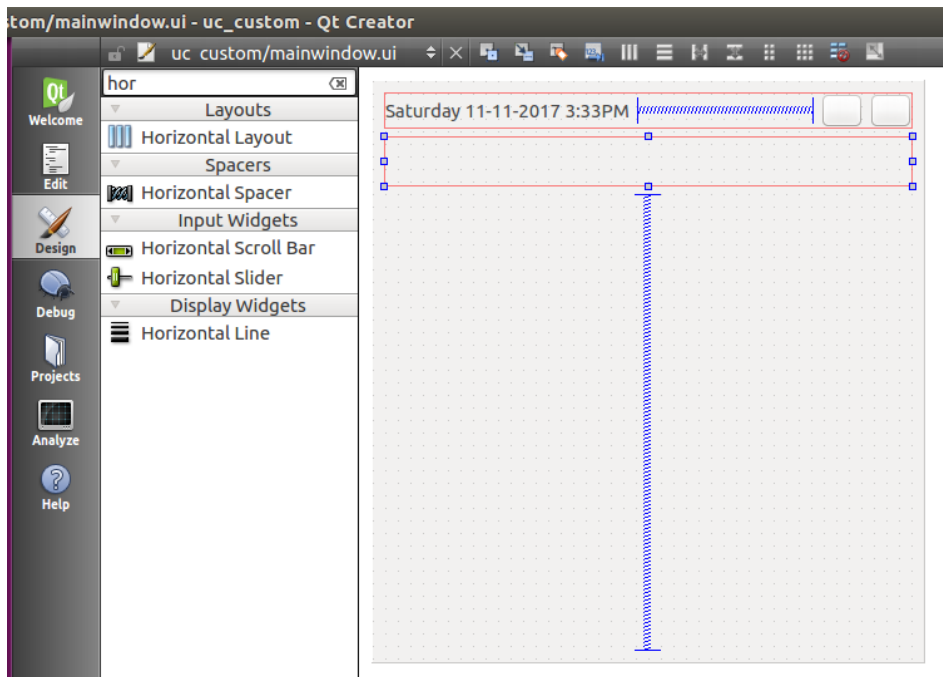 stom/mainwindow.ui - uc_custom - Qt Creator
uc_custom/mainwindow.ui
hor
Layouts
Horizontal Layout
Spacers
Horizontal Spacer
Input Widgets
Horizontal Scroll Bar
Horizontal Slider
Display Widgets
Horizontal Line
Qt
Welcome
Edit
Design
Debug
Projects
Analyze
Help
Saturday 11-11-2017 3:33PM